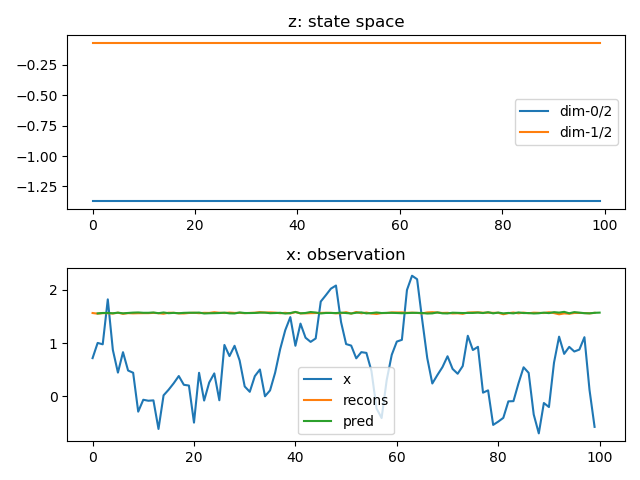 z: state space
−0.25
−0.50
−0.75
−1.00
−1.25
dim-0/2
dim-1/2
0
20
40
60
80
100
x: observation
2
1
0
x
recons
pred
0
20
40
60
80
100